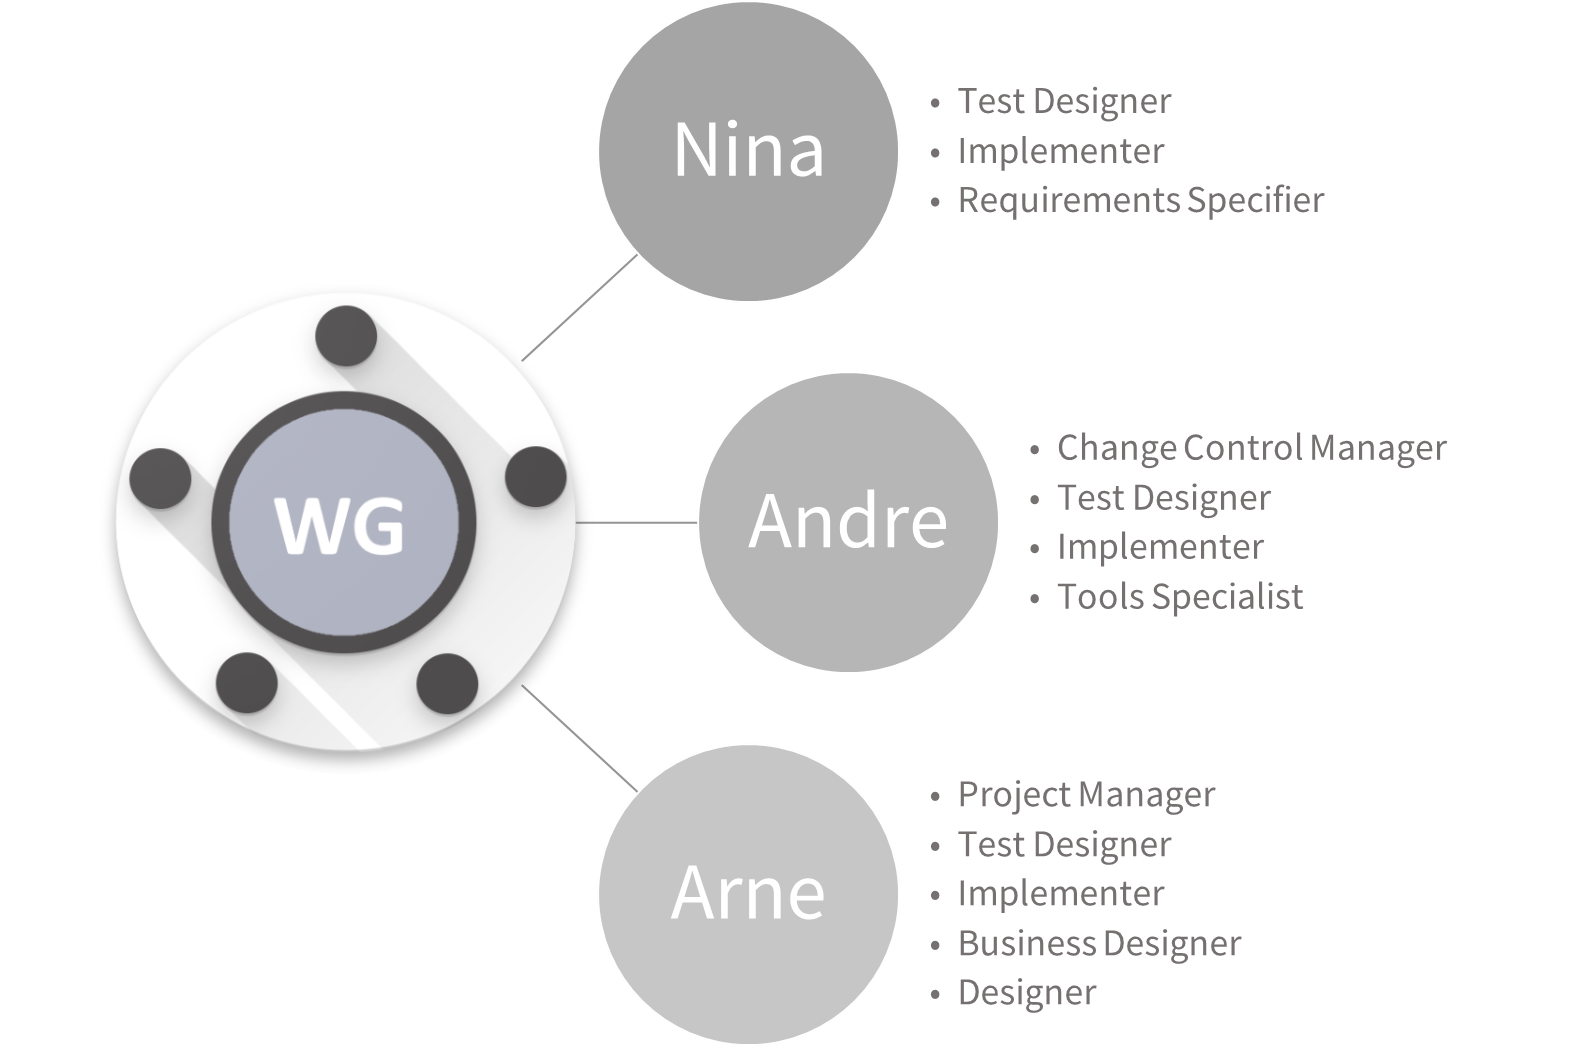 Nina
• Test Designer
• Implementer
• Requirements Specifier
WG
Andre
• Change Control Manager
• Test Designer
• Implementer
• Tools Specialist
Arne
• Project Manager
• Test Designer
• Implementer
• Business Designer
• Designer